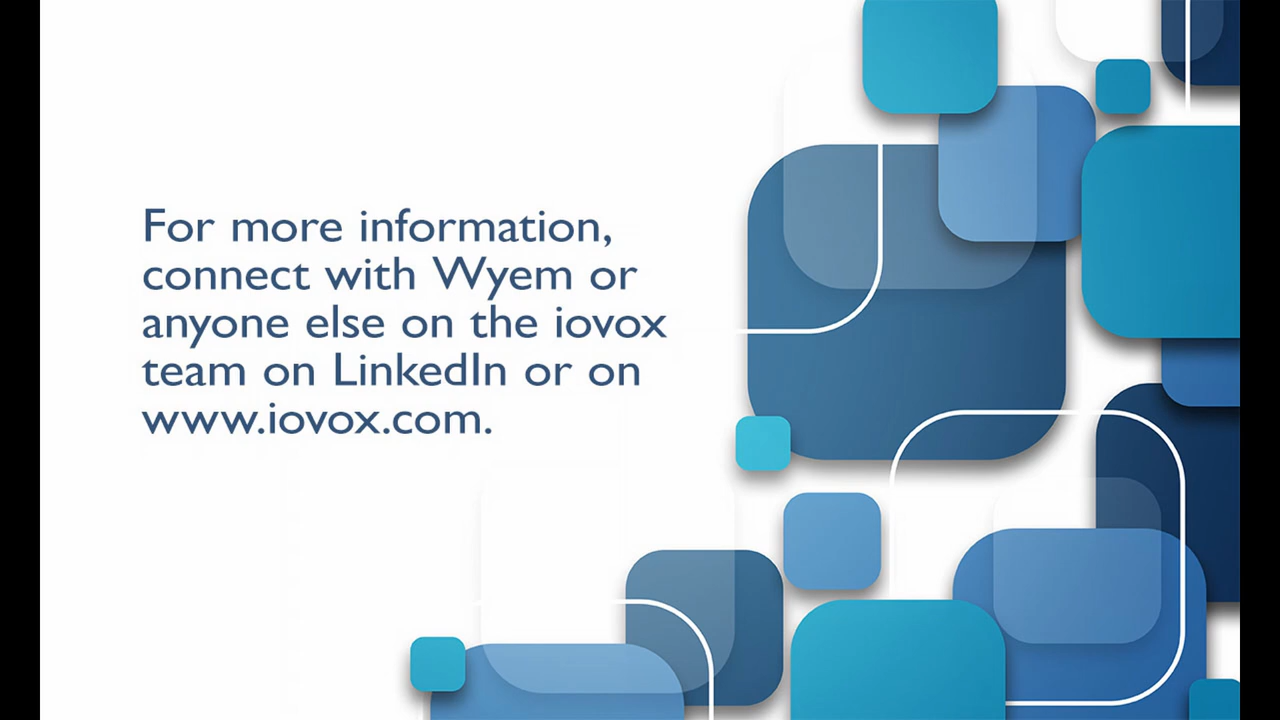 For more information,
connect with Wyem or
anyone else on the iovox
team on LinkedIn or on
www.iovox.com.